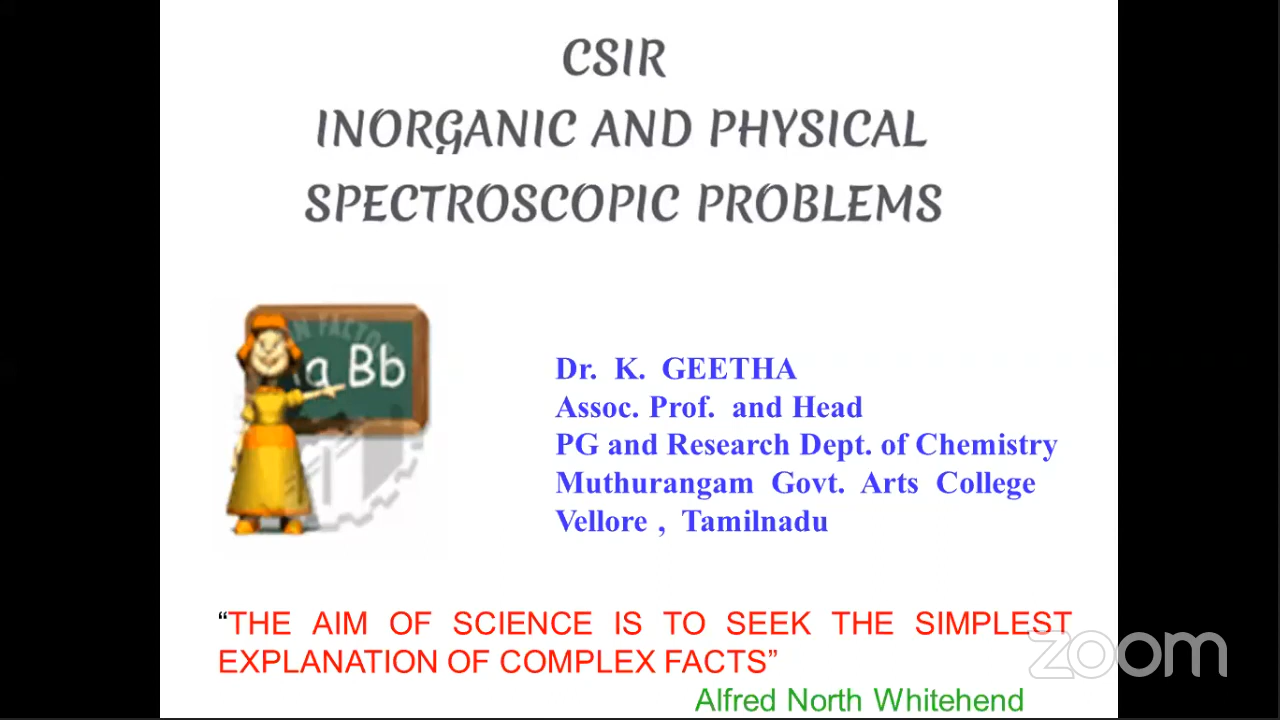 CSIR
INORGANIC AND PHYSICAL
SPECTROSCOPIC PROBLEMS
a Bb
Dr. K. GEETHA
Assoc. Prof. and Head
PG and Research Dept. of Chemistry
Muthurangam Govt. Arts College
Vellore , Tamilnadu
“THE AIM OF SCIENCE IS TO SEEK THE SIMPLEST
EXPLANATION OF COMPLEX FACTS”
zoom
Alfred North Whitehend